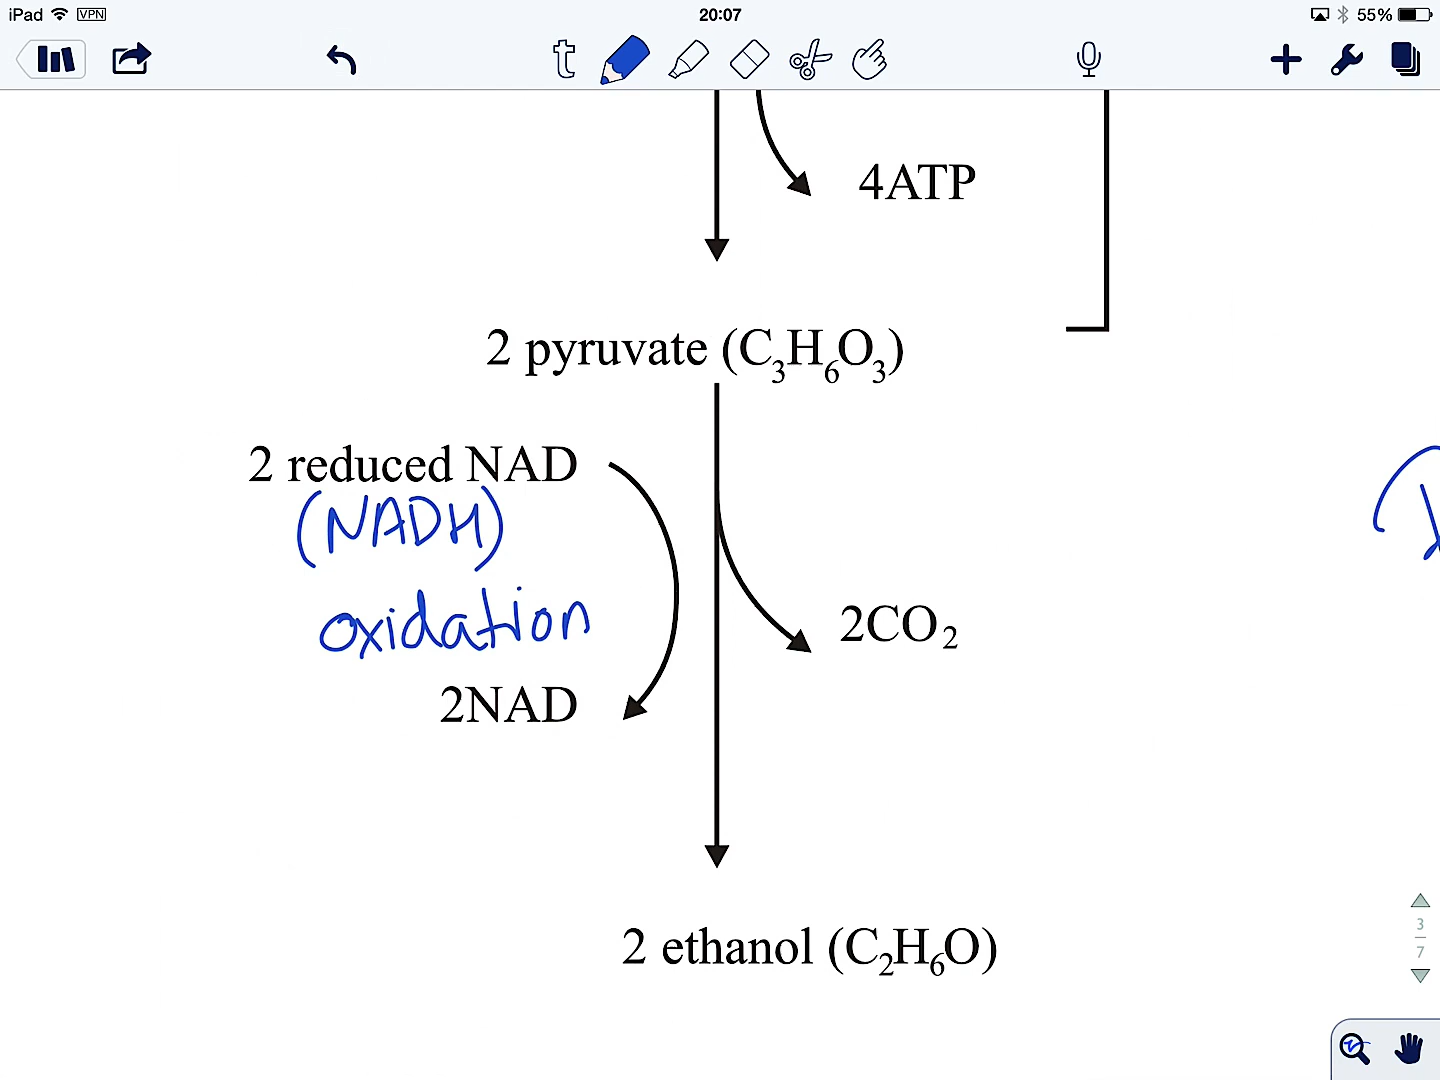 iPad VPN 20:07 55%
t
4ATP
2 pyruvate (C₃H₆O₃)
2 reduced NAD
(NADH)
oxidation
2CO₂
2NAD
3
7
2 ethanol (C₂H₆O)